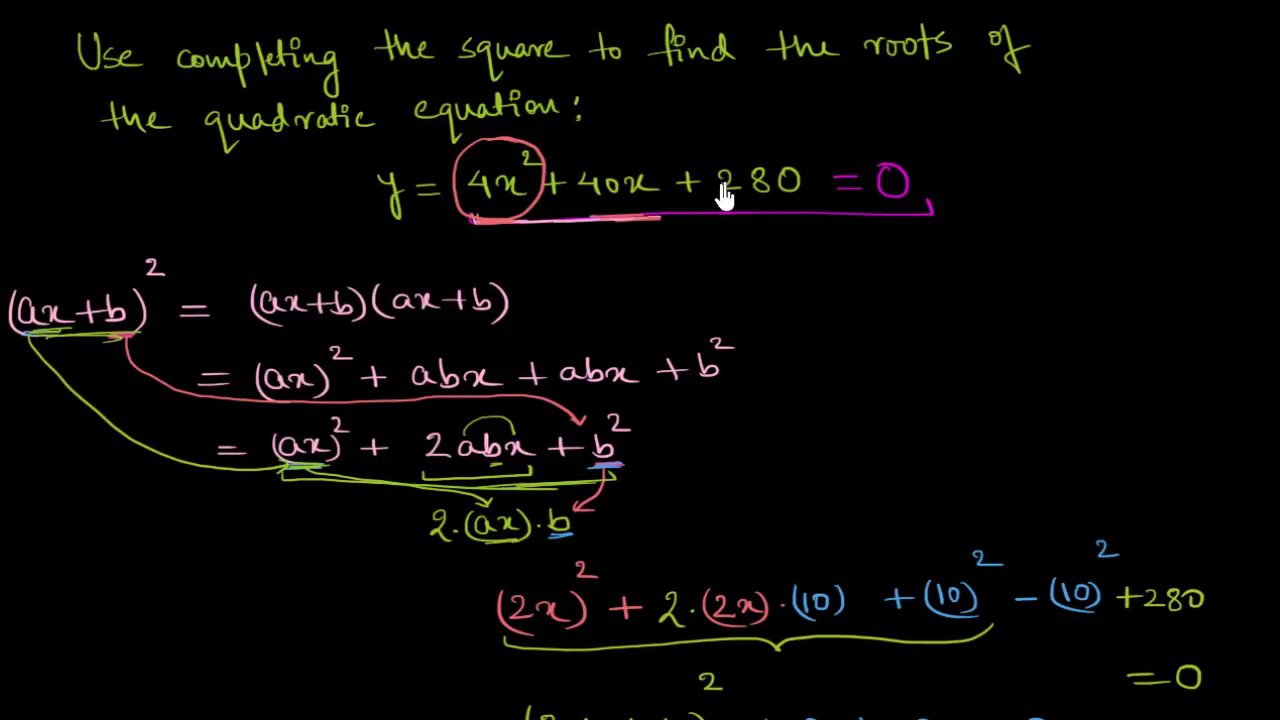 Use completing the square to find the roots of
the quadratic equation:
y = 4x² + 40x + 280 = 0
(ax+b)² = (ax+b)(ax+b)
= (ax)² + abx + abx + b²
= (ax)² + 2abx + b²
2·(ax)·b
(2x)² + 2·(2x)·(10) + (10)² - (10)² + 280
= 0
2